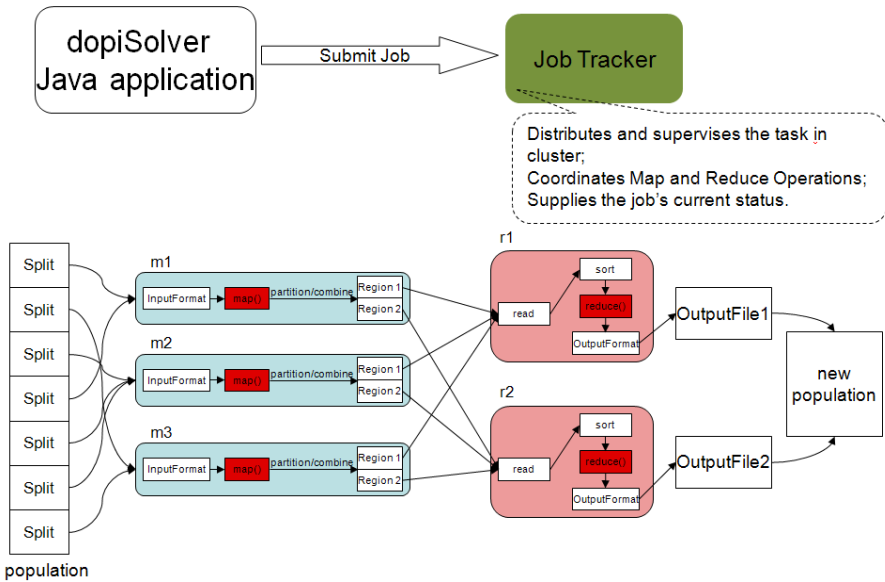 dopiSolver
Java application
Submit Job
Job Tracker
Distributes and supervises the task in
cluster;
Coordinates Map and Reduce Operations;
Supplies the job's current status.
Split
Split
Split
Split
Split
Split
Split
population
m1
InputFormat
map()
partition/combine
Region 1
Region 2
m2
InputFormat
map()
partition/combine
Region 1
Region 2
m3
InputFormat
map()
partition/combine
Region 1
Region 2
r1
read
sort
reduce()
OutputFormat
r2
read
sort
reduce()
OutputFormat
OutputFile1
OutputFile2
new
population